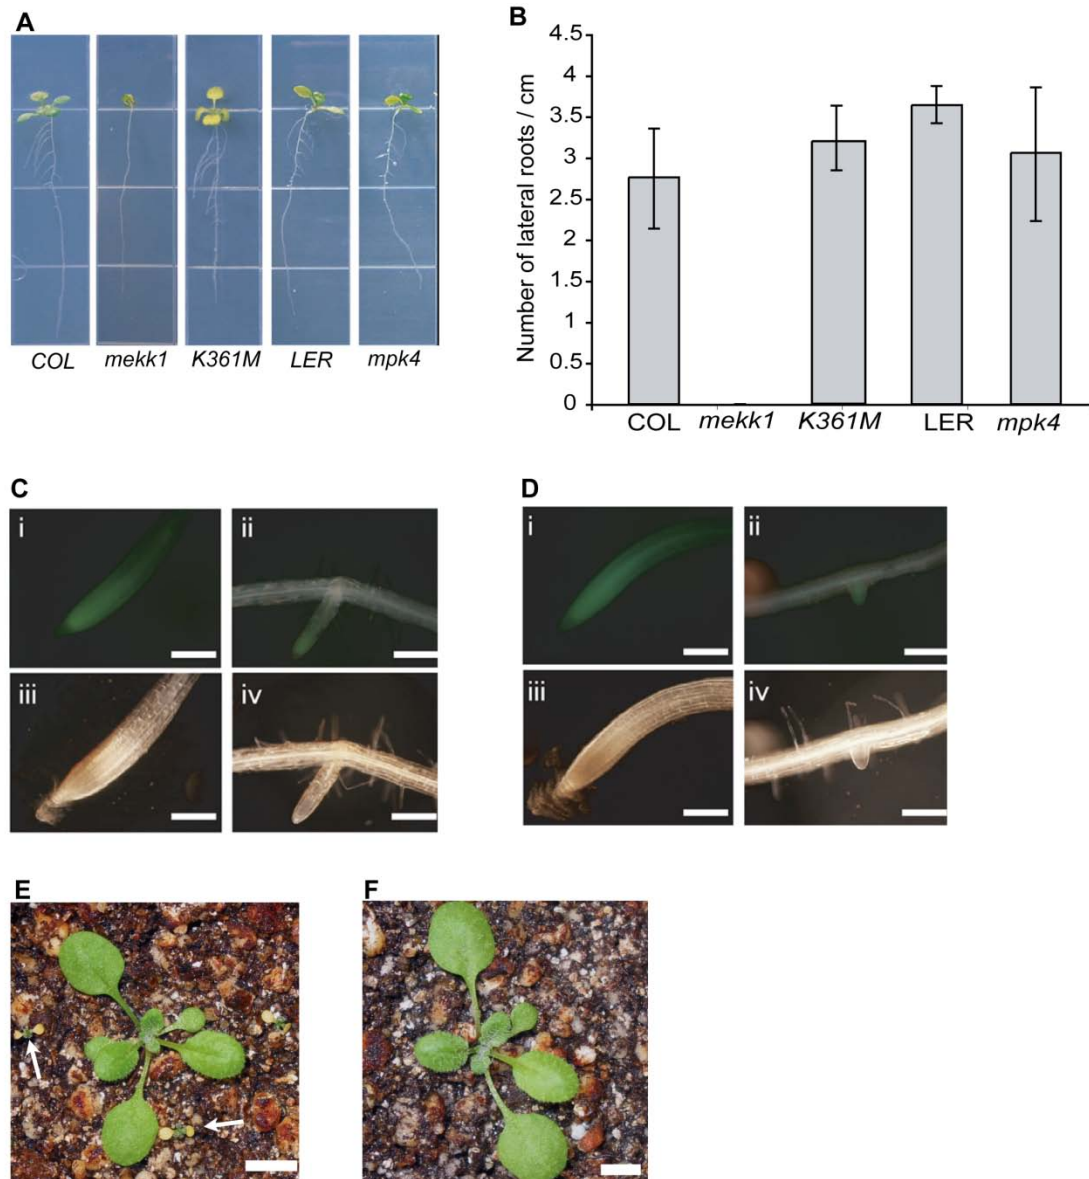 A
COL mekk1 K361M LER mpk4
B
Number of lateral roots / cm
4.5
4
3.5
3
2.5
2
1.5
1
0.5
0
COL mekk1 K361M LER mpk4
C
i ii
iii iv
D
i ii
iii iv
E
F